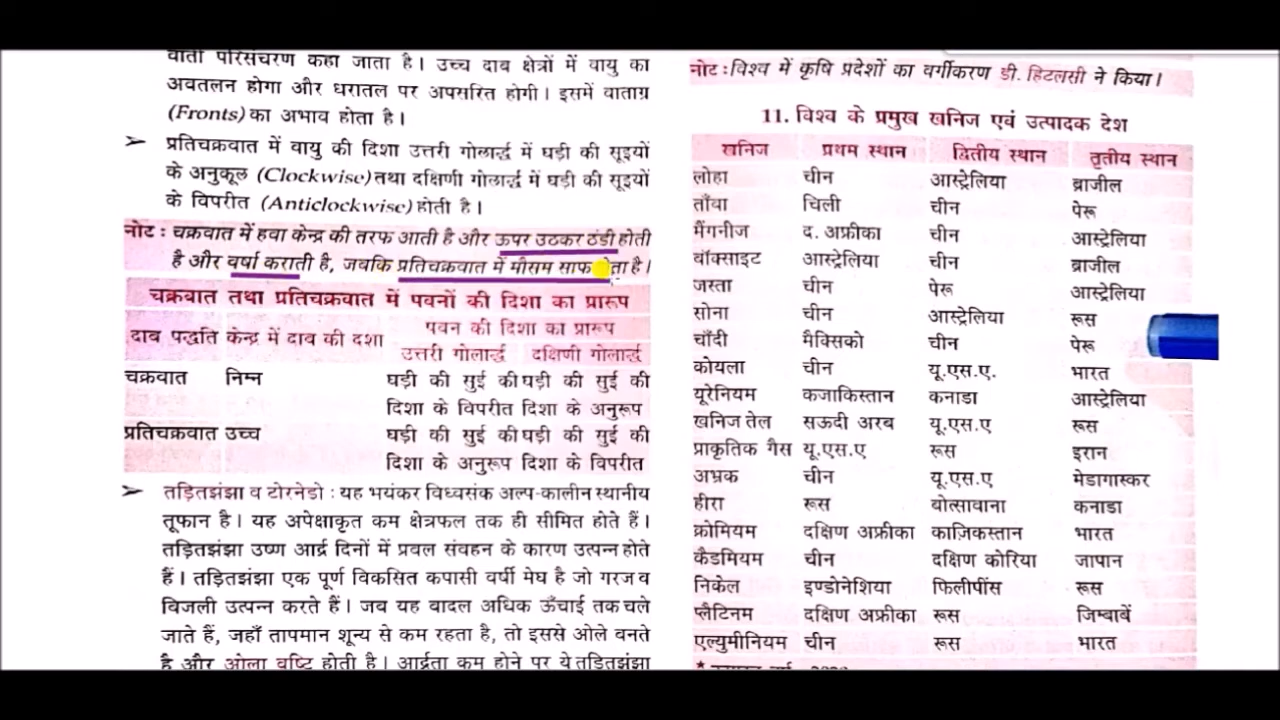 वाती परिसंचरण कहा जाता है। उच्च दाब क्षेत्रों में वायु का
अवतलन होगा और धरातल पर अपसरित होगी। इसमें वाताग्र
(Fronts) का अभाव होता है।
➢ प्रतिचक्रवात में वायु की दिशा उत्तरी गोलार्द्ध में घड़ी की सूइयों
के अनुकूल (Clockwise) तथा दक्षिणी गोलार्द्ध में घड़ी की सूइयों
के विपरीत (Anticlockwise) होती है।
नोट : चक्रवात में हवा केन्द्र की तरफ आती है और ऊपर उठकर ठंडी होती
है और वर्षा कराती है, जबकि प्रतिचक्रवात में मौसम साफ होता है।
चक्रवात तथा प्रतिचक्रवात में पवनों की दिशा का प्रारूप
दाब पद्धति केन्द्र में दाब की दशा पवन की दिशा का प्रारूप
उत्तरी गोलार्द्ध दक्षिणी गोलार्द्ध
चक्रवात निम्न घड़ी की सुई की घड़ी की सुई की
दिशा के विपरीत दिशा के अनुरूप
प्रतिचक्रवात उच्च घड़ी की सुई की घड़ी की सुई की
दिशा के अनुरूप दिशा के विपरीत
➢ तड़ितझंझा व टोरनेडो : यह भयंकर विध्वसंक अल्प-कालीन स्थानीय
तूफान है। यह अपेक्षाकृत कम क्षेत्रफल तक ही सीमित होते हैं।
तड़ितझंझा उष्ण आर्द्र दिनों में प्रवल संवहन के कारण उत्पन्न होते
हैं। तड़ितझंझा एक पूर्ण विकसित कपासी वर्षी मेघ है जो गरज व
बिजली उत्पन्न करते हैं। जब यह बादल अधिक ऊँचाई तक चले
जाते हैं, जहाँ तापमान शून्य से कम रहता है, तो इससे ओले बनते
है और ओला वृष्टि होती है। आर्द्रता कम होने पर ये तड़ितझंझा
नोट : विश्व में कृषि प्रदेशों का वर्गीकरण डी. हिटलसी ने किया।
11. विश्व के प्रमुख खनिज एवं उत्पादक देश
खनिज प्रथम स्थान द्वितीय स्थान तृतीय स्थान
लोहा चीन आस्ट्रेलिया ब्राजील
ताँवा चिली चीन पेरू
मैंगनीज द. अफ्रीका चीन आस्ट्रेलिया
बॉक्साइट आस्ट्रेलिया चीन ब्राजील
जस्ता चीन पेरू आस्ट्रेलिया
सोना चीन आस्ट्रेलिया रूस
चाँदी मैक्सिको चीन पेरू
कोयला चीन यू.एस.ए. भारत
यूरेनियम कजाकिस्तान कनाडा आस्ट्रेलिया
खनिज तेल सऊदी अरब यू.एस.ए रूस
प्राकृतिक गैस यू.एस.ए रूस इरान
अभ्रक चीन यू.एस.ए मेडागास्कर
हीरा रूस वोत्सावाना कनाडा
क्रोमियम दक्षिण अफ्रीका काज़िकस्तान भारत
कैडमियम चीन दक्षिण कोरिया जापान
निकेल इण्डोनेशिया फिलीपींस रूस
प्लैटिनम दक्षिण अफ्रीका रूस जिम्बाबें
एल्युमीनियम चीन रूस भारत